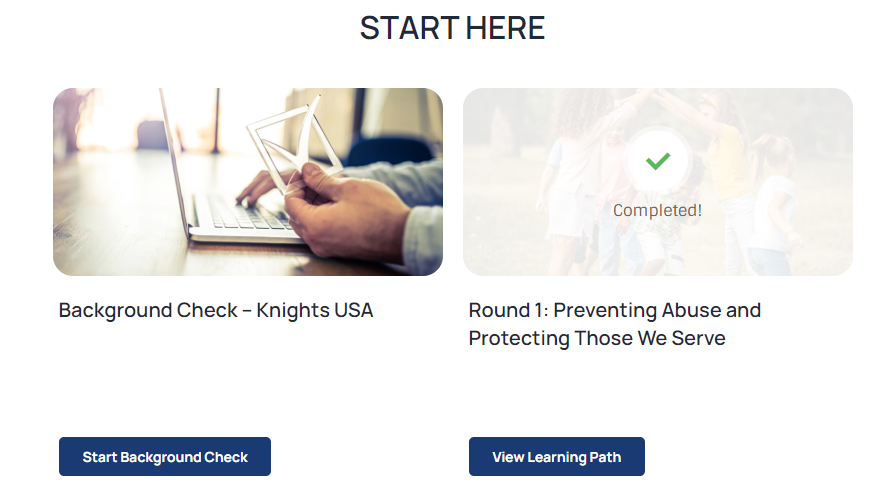 START HERE
Completed!
Background Check – Knights USA
Round 1: Preventing Abuse and
Protecting Those We Serve
Start Background Check
View Learning Path